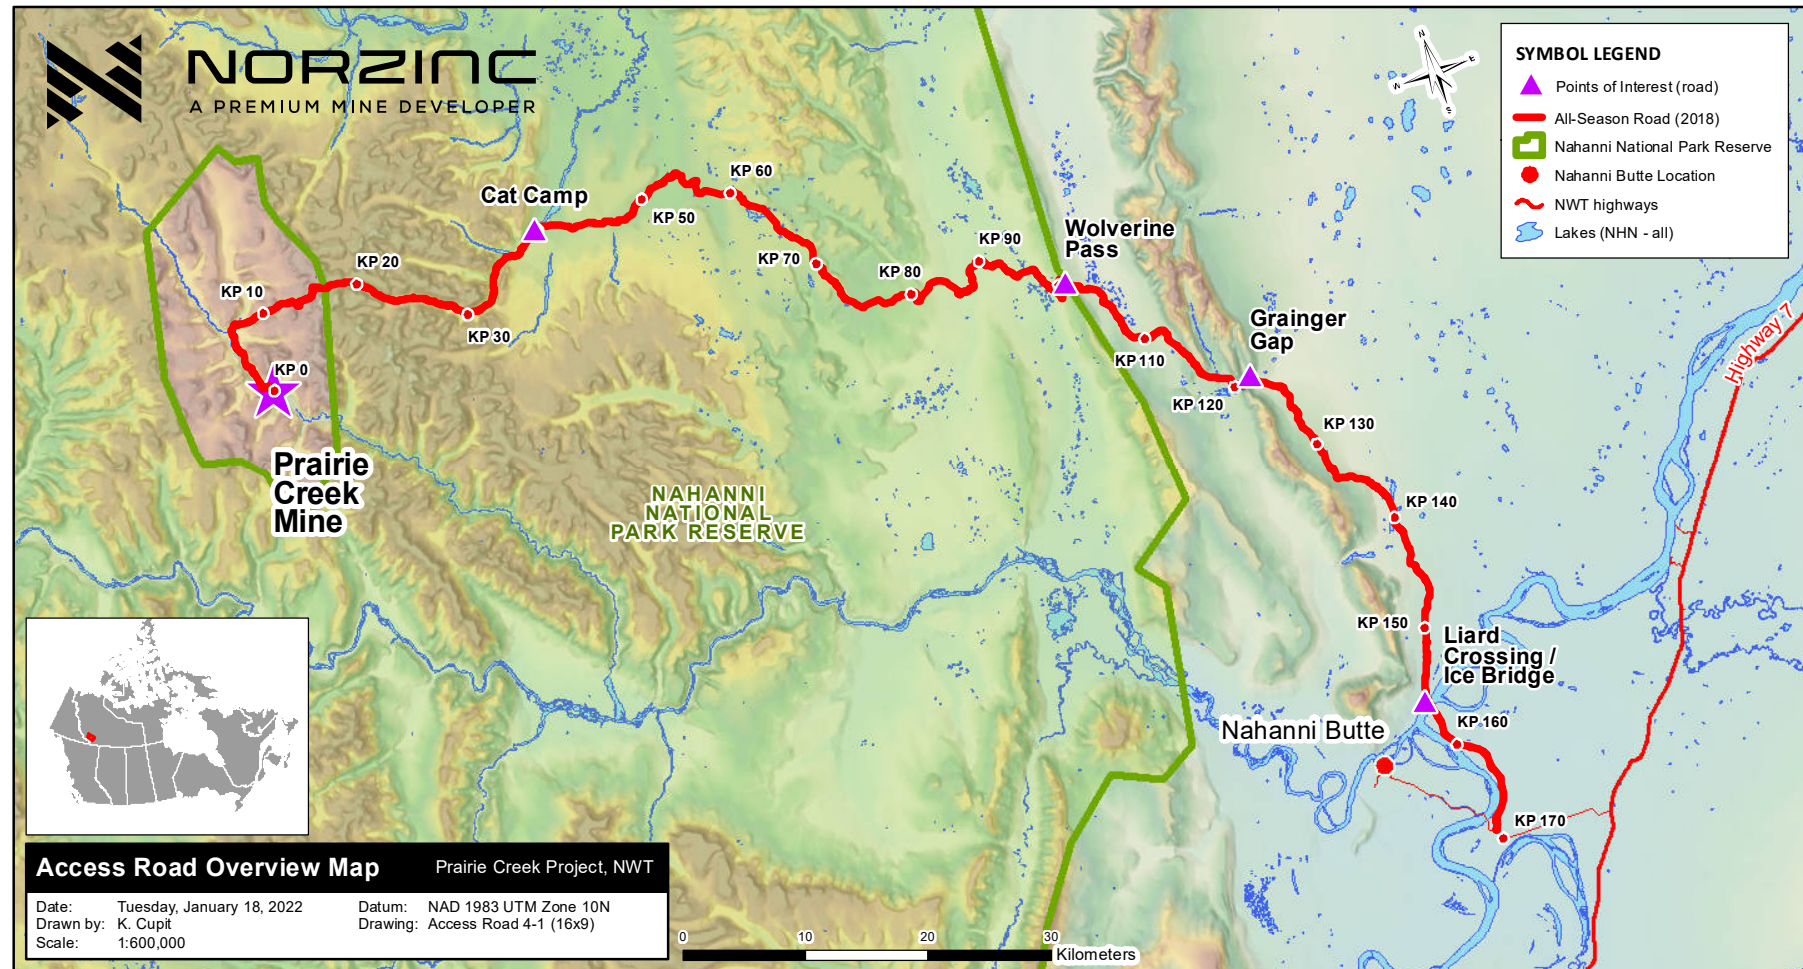 NORZINC
A PREMIUM MINE DEVELOPER
N
E
W
S
SYMBOL LEGEND
Points of Interest (road)
All-Season Road (2018)
Nahanni National Park Reserve
Nahanni Butte Location
NWT highways
Lakes (NHN - all)
KP 60
Cat Camp
KP 50
Wolverine
Pass
KP 90
KP 20
KP 70
KP 80
KP 10
Grainger
Gap
KP 30
KP 110
Highway 7
KP 0
KP 120
KP 130
Prairie
Creek
Mine
NAHANNI
NATIONAL
PARK RESERVE
KP 140
KP 150
Liard
Crossing /
Ice Bridge
KP 160
Nahanni Butte
KP 170
Access Road Overview Map
Prairie Creek Project, NWT
Date: Tuesday, January 18, 2022
Datum: NAD 1983 UTM Zone 10N
Drawn by: K. Cupit
Drawing: Access Road 4-1 (16x9)
Scale: 1:600,000
0 10 20 30
Kilometers